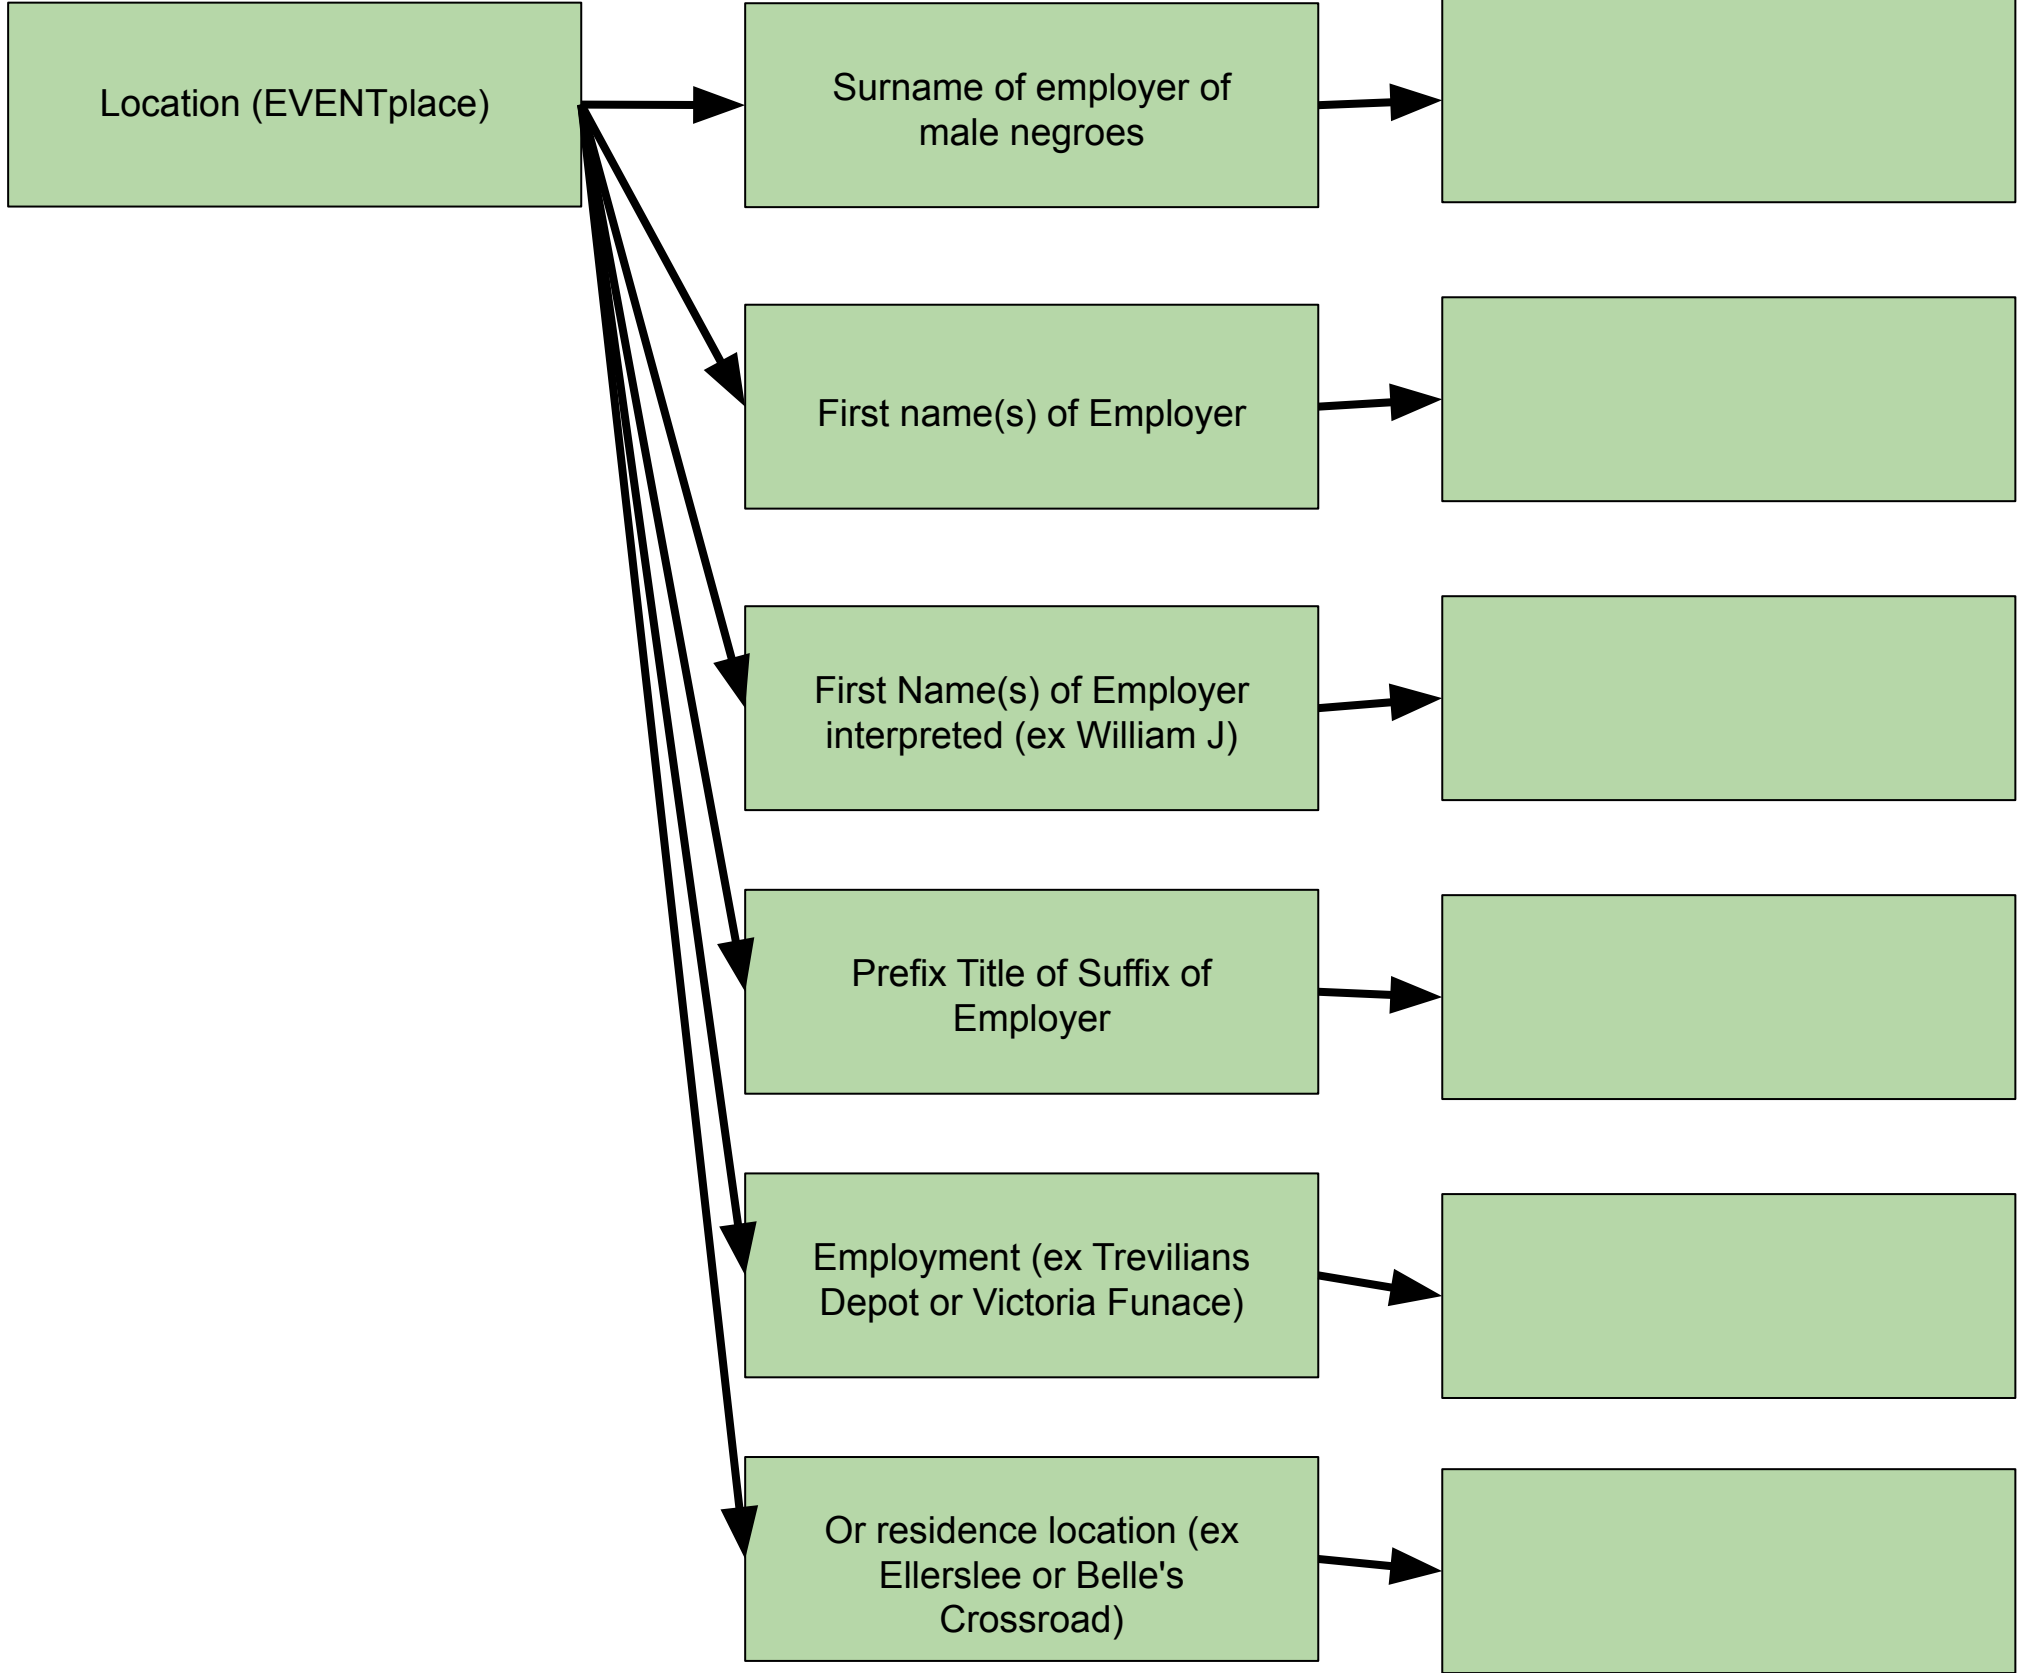 Location (EVENTplace)
Surname of employer of
male negroes
First name(s) of Employer
First Name(s) of Employer
interpreted (ex William J)
Prefix Title of Suffix of
Employer
Employment (ex Trevilians
Depot or Victoria Funace)
Or residence location (ex
Ellerslee or Belle's
Crossroad)